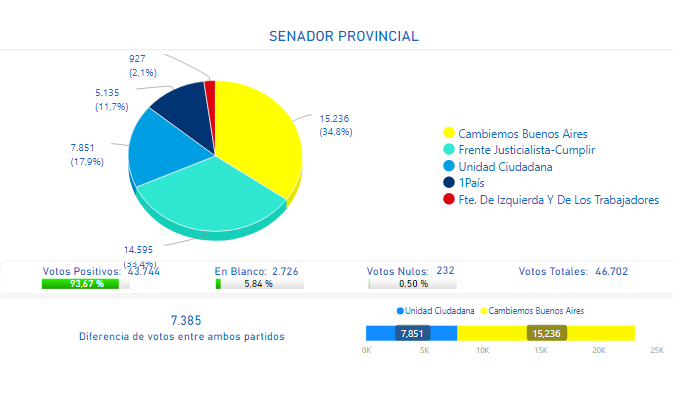 SENADOR PROVINCIAL
927
(2,1%)
5.135
(11,7%)
15.236
(34,8%)
7.851
(17,9%)
14.595
(33,4%)
Cambiemos Buenos Aires
Frente Justicialista-Cumplir
Unidad Ciudadana
1País
Fte. De Izquierda Y De Los Trabajadores
Votos Positivos: 43.744
93,67 %
En Blanco: 2.726
5,84 %
Votos Nulos: 232
0,50 %
Votos Totales: 46.702
7.385
Diferencia de votos entre ambos partidos
Unidad Ciudadana Cambiemos Buenos Aires
7,851 15,236
0K 5K 10K 15K 20K 25K